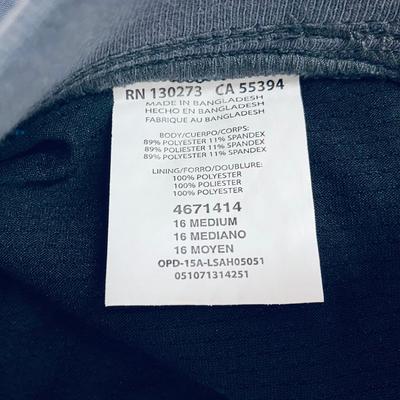 RN 130273 CA 55394
MADE IN BANGLADESH
HECHO EN BANGLADESH
FABRIQUE AU BANGLADESH
BODY/CUERPO/CORPS:
89% POLYESTER 11% SPANDEX
89% POLIESTER 11% SPANDEX
89% POLYESTER 11% SPANDEX
LINING/FORRO/DOUBLURE:
100% POLYESTER
100% POLIESTER
100% POLYESTER
4671414
16 MEDIUM
16 MEDIANO
16 MOYEN
OPD-15A-LSAH05051
051071314251